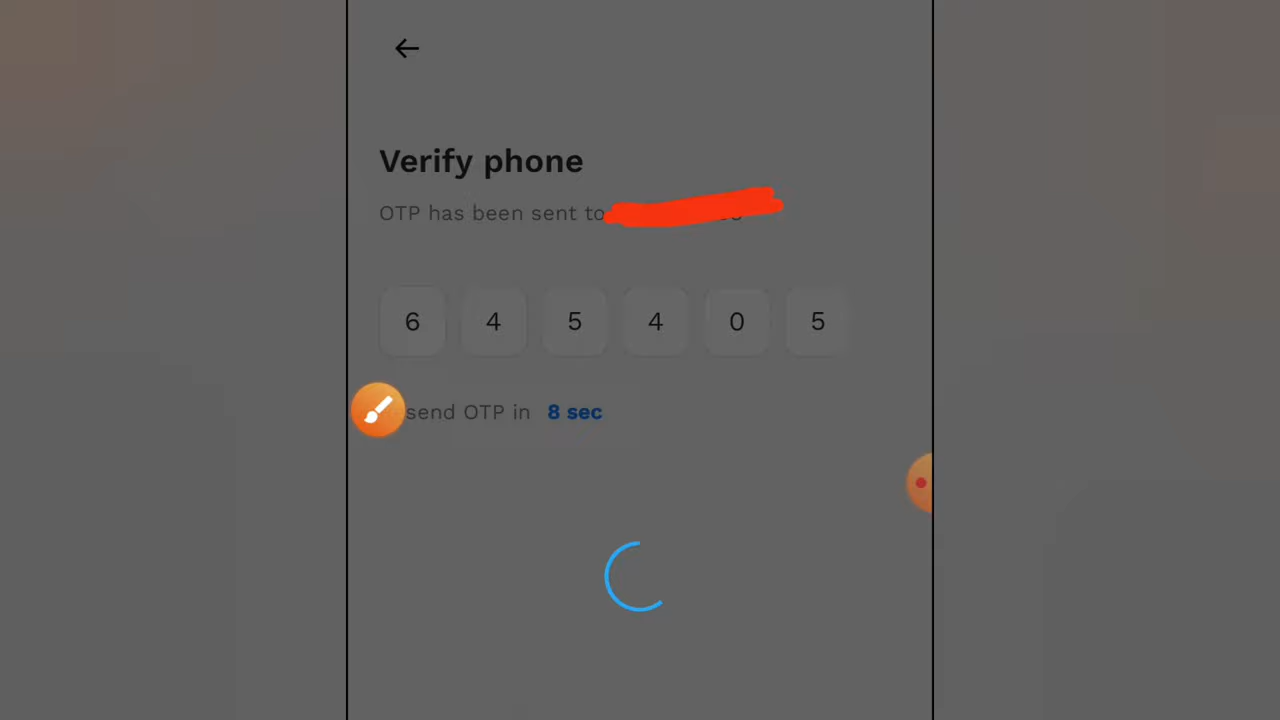 Verify phone
OTP has been sent to
6 4 5 4 0 5
send OTP in 8 sec